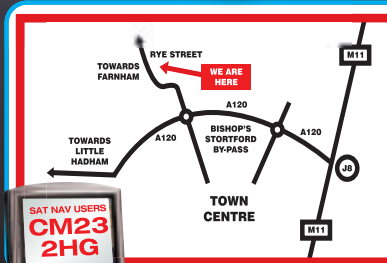 M11
RYE STREET
TOWARDS
FARNHAM
WE ARE
HERE
A120
A120
BISHOP'S
STORTFORD
BY-PASS
A120
TOWARDS
LITTLE
HADHAM
J8
TOWN
CENTRE
M11
SAT NAV USERS
CM23
2HG